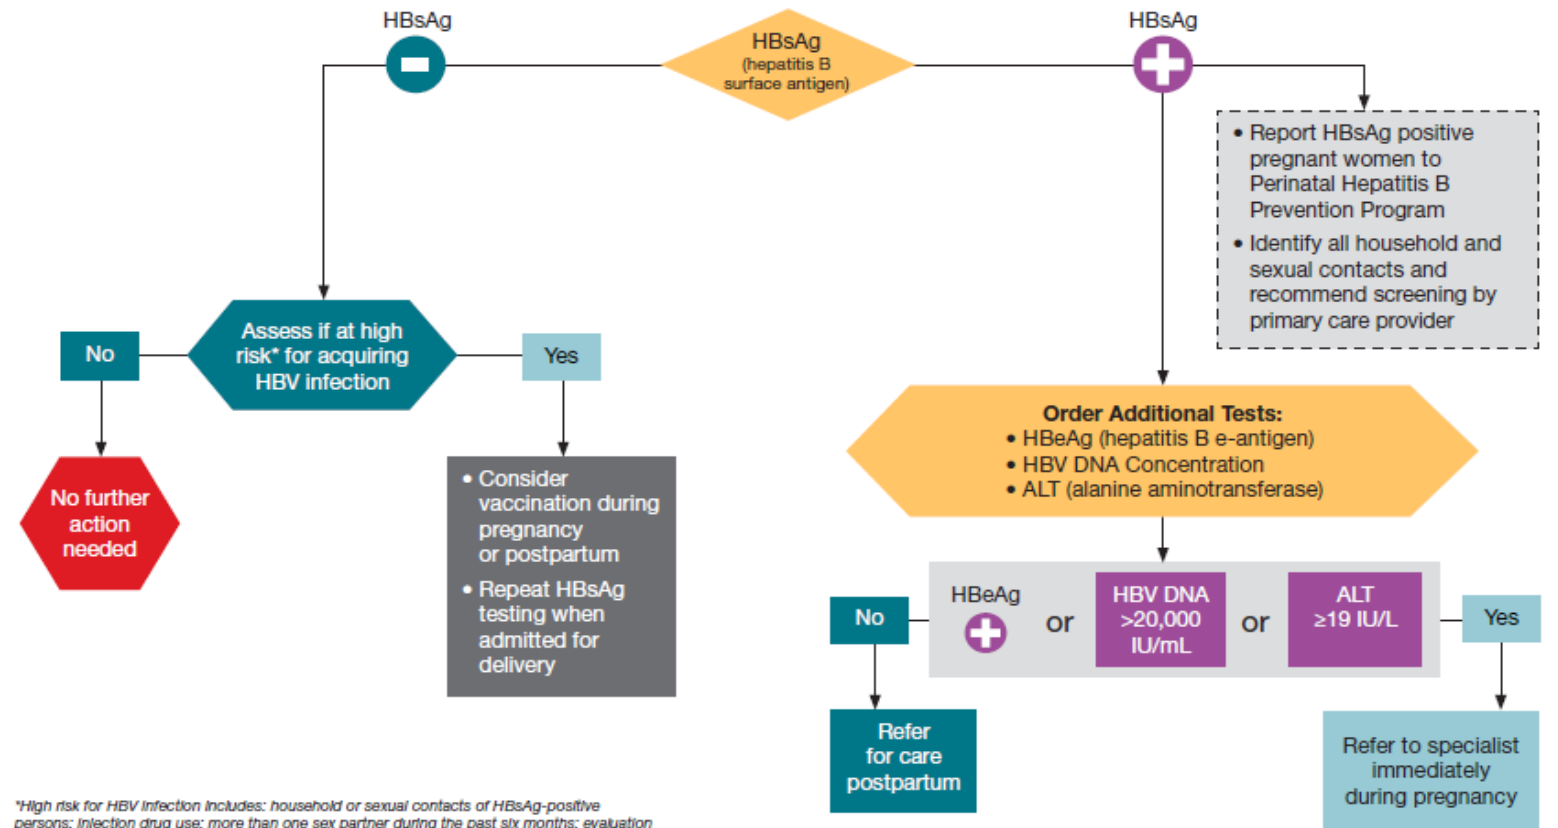 HBsAg
HBsAg
(hepatitis B
surface antigen)
HBsAg
• Report HBsAg positive
pregnant women to
Perinatal Hepatitis B
Prevention Program
• Identify all household and
sexual contacts and
recommend screening by
primary care provider
No
Assess if at high
risk* for acquiring
HBV infection
Yes
No further
action
needed
• Consider
vaccination during
pregnancy
or postpartum
• Repeat HBsAg
testing when
admitted for
delivery
Order Additional Tests:
• HBeAg (hepatitis B e-antigen)
• HBV DNA Concentration
• ALT (alanine aminotransferase)
No
HBeAg
or
HBV DNA
>20,000
IU/mL
or
ALT
≥19 IU/L
Yes
Refer
for care
postpartum
Refer to specialist
immediately
during pregnancy
*High risk for HBV infection includes: household or sexual contacts of HBsAg-positive
persons; injection drug use; more than one sex partner during the past six months; evaluation